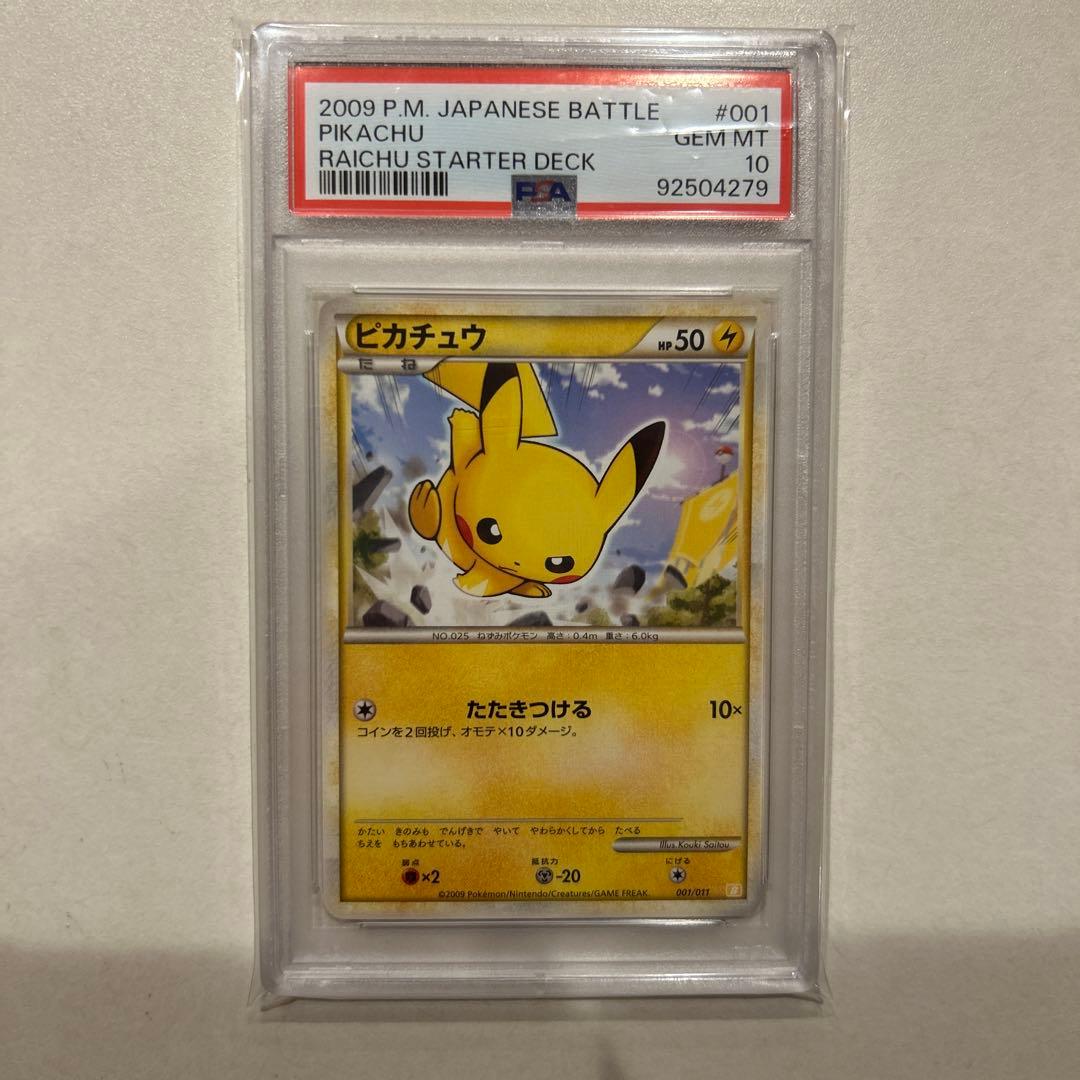 2009 P.M. JAPANESE BATTLE #001
PIKACHU GEM MT
RAICHU STARTER DECK 10
PSA 92504279
ピカチュウ HP 50
たね
NO.025 ねずみポケモン 高さ:0.4m 重さ:6.0kg
たたきつける 10×
コインを2回投げ、オモテ×10ダメージ。
かたい きのみも でんげきで やいて やわらかくしてから たべる
ちえを もちあわせている。
Illus. Kouki Saitou
弱点 抵抗力 にげる
×2 -20
©2009 Pokémon/Nintendo/Creatures/GAME FREAK. 001/011